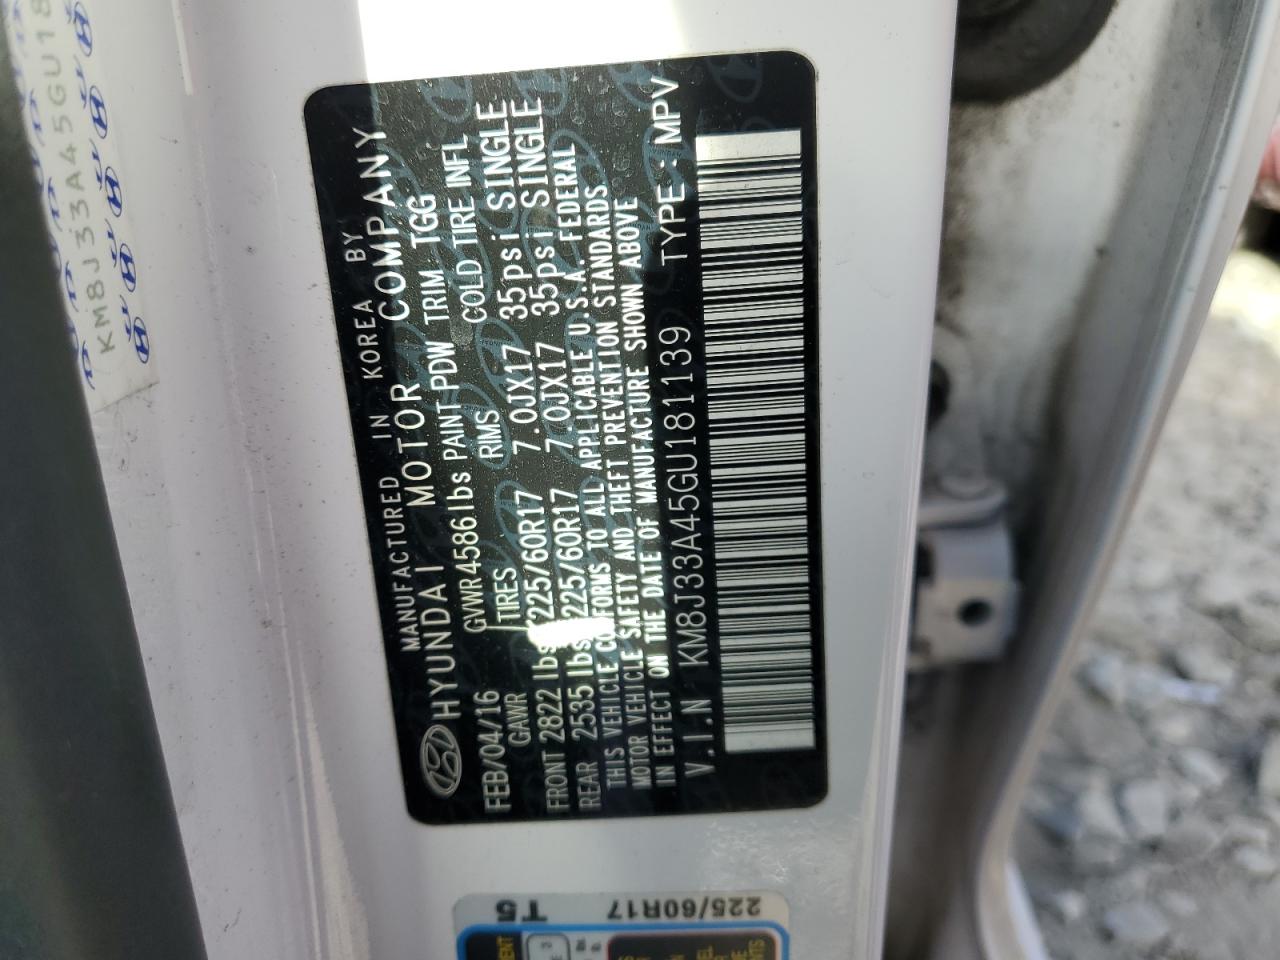 MANUFACTURED IN KOREA BY
HYUNDAI MOTOR COMPANY
FEB/04/16 GVWR 4586 lbs PAINT PDW TRIM TGG
GAWR TIRES RIMS COLD TIRE INFL
FRONT 2822 lbs 225/60R17 7.0JX17 35psi SINGLE
REAR 2535 lbs 225/60R17 7.0JX17 35psi SINGLE
THIS VEHICLE CONFORMS TO ALL APPLICABLE U.S.A. FEDERAL
MOTOR VEHICLE SAFETY AND THEFT PREVENTION STANDARDS
IN EFFECT ON THE DATE OF MANUFACTURE SHOWN ABOVE
V.I.N KM8J33A45GU181139 TYPE : MPV
KM8J33A45GU18
225/60R17 T5